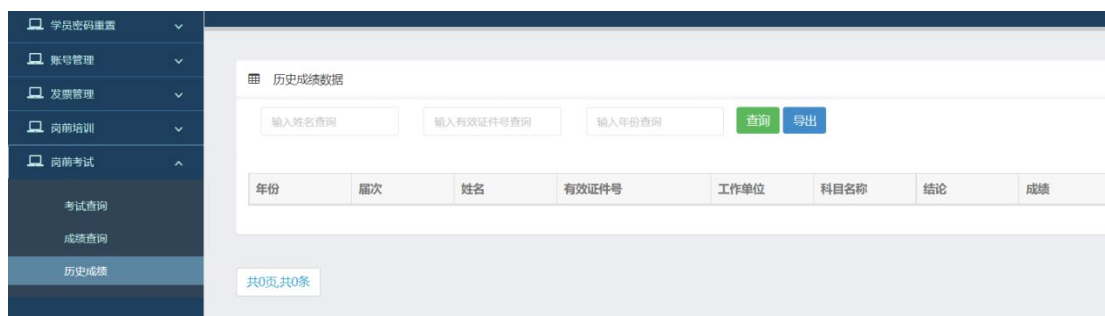 学员密码重置
账号管理
发票管理
岗前培训
岗前考试
考试查询
成绩查询
历史成绩
历史成绩数据
输入姓名查询 输入有效证件号查询 输入年份查询 查询 导出
年份 届次 姓名 有效证件号 工作单位 科目名称 结论 成绩
共0页,共0条